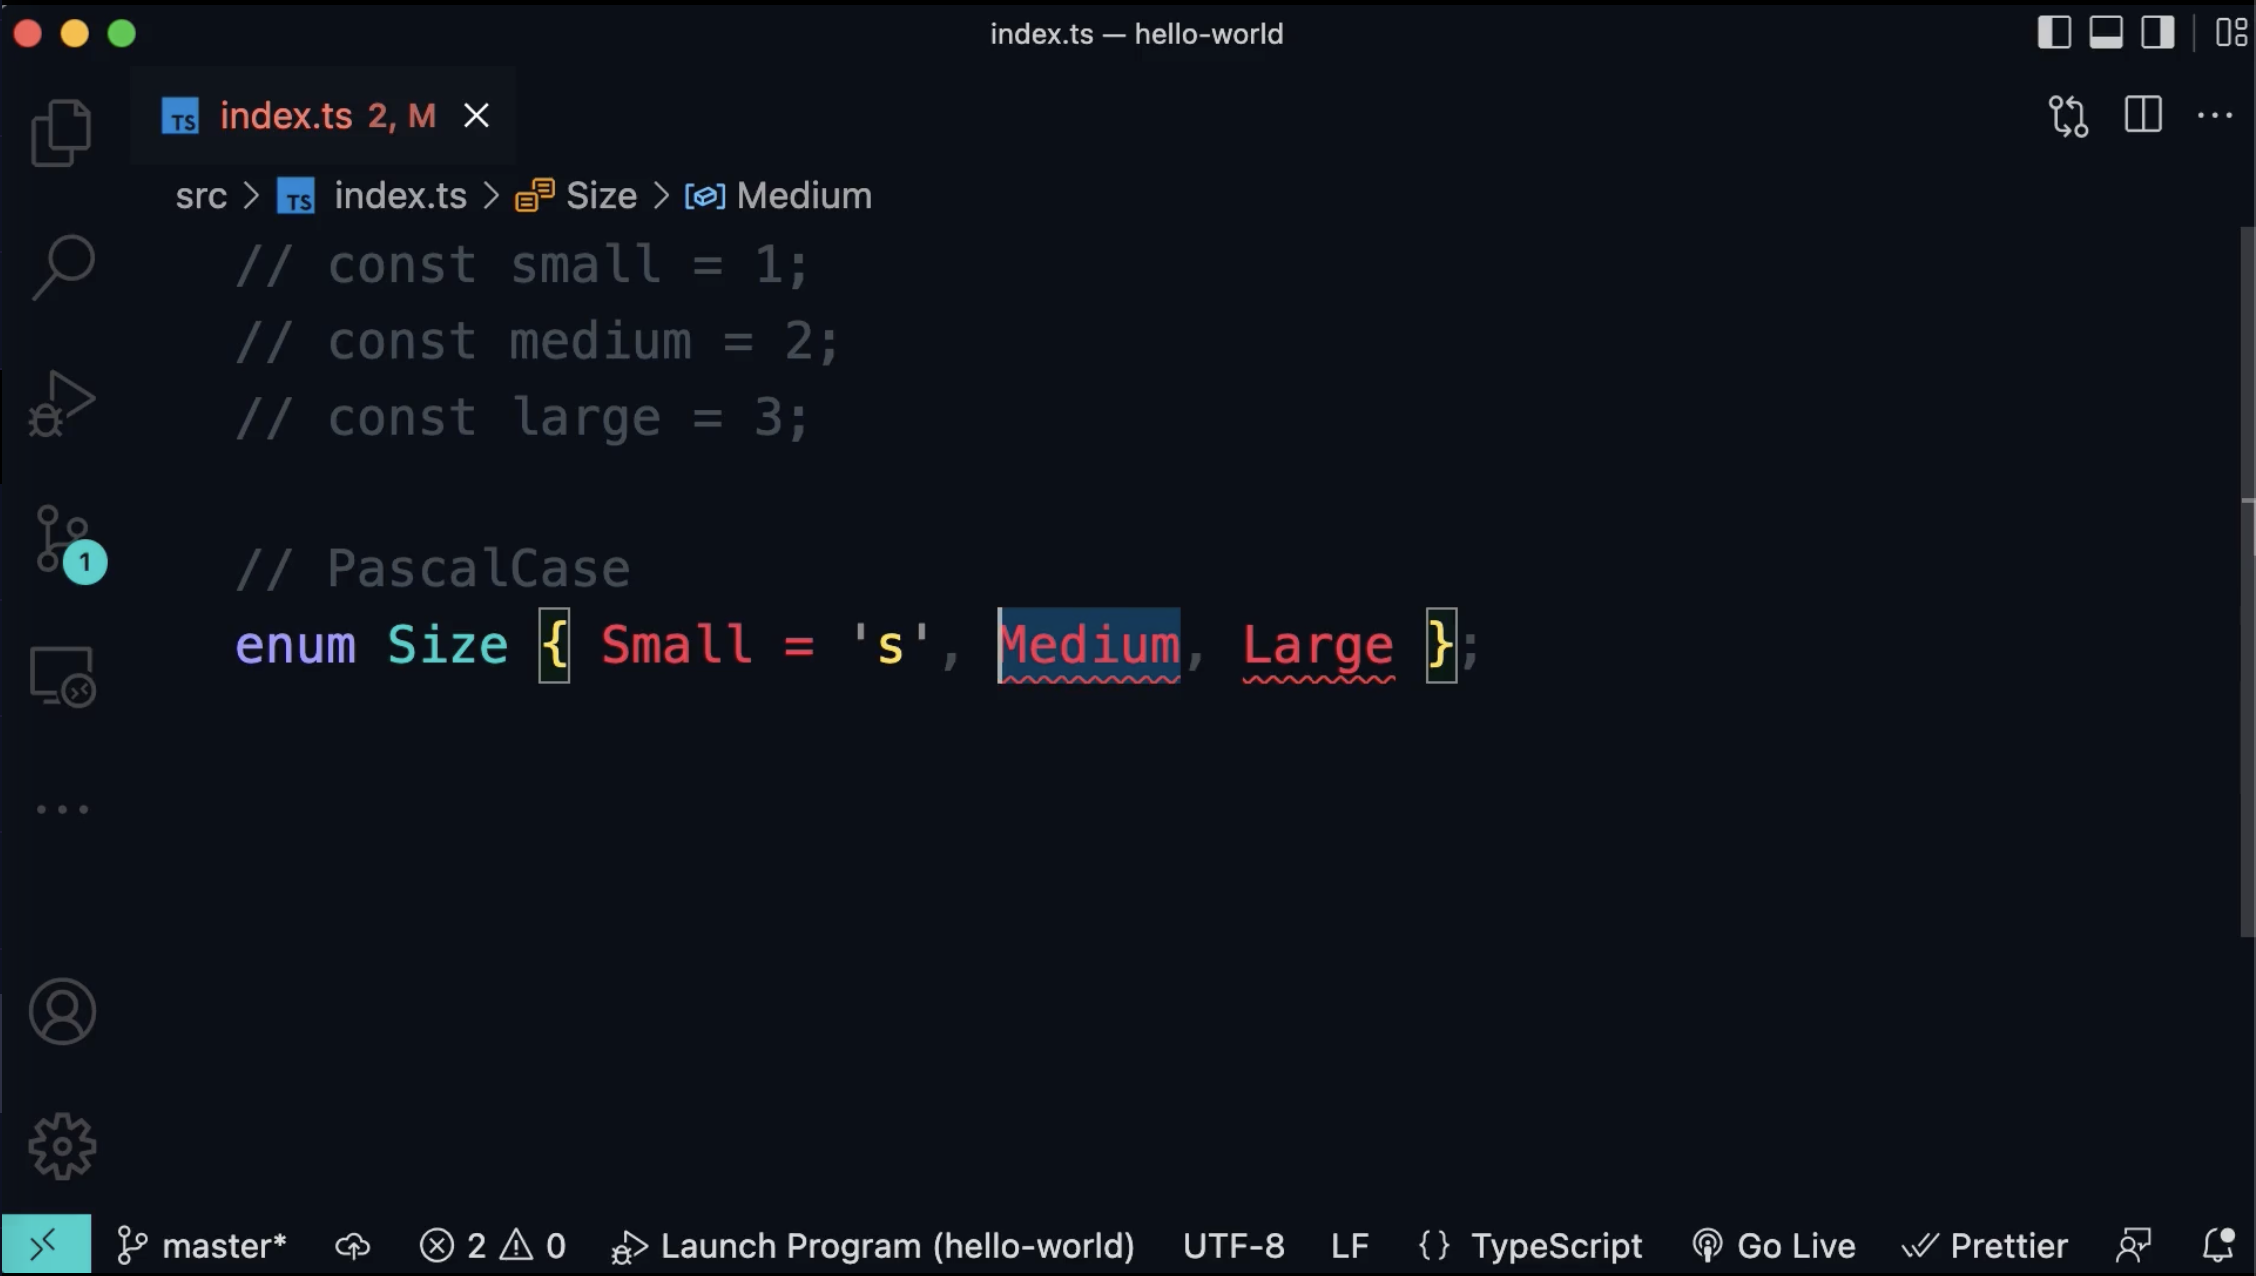 index.ts — hello-world
TS index.ts 2, M
src > TS index.ts > Size > Medium
// const small = 1;
// const medium = 2;
// const large = 3;
// PascalCase
enum Size { Small = 's', Medium, Large };
1
master* 2 0 Launch Program (hello-world) UTF-8 LF {} TypeScript Go Live Prettier